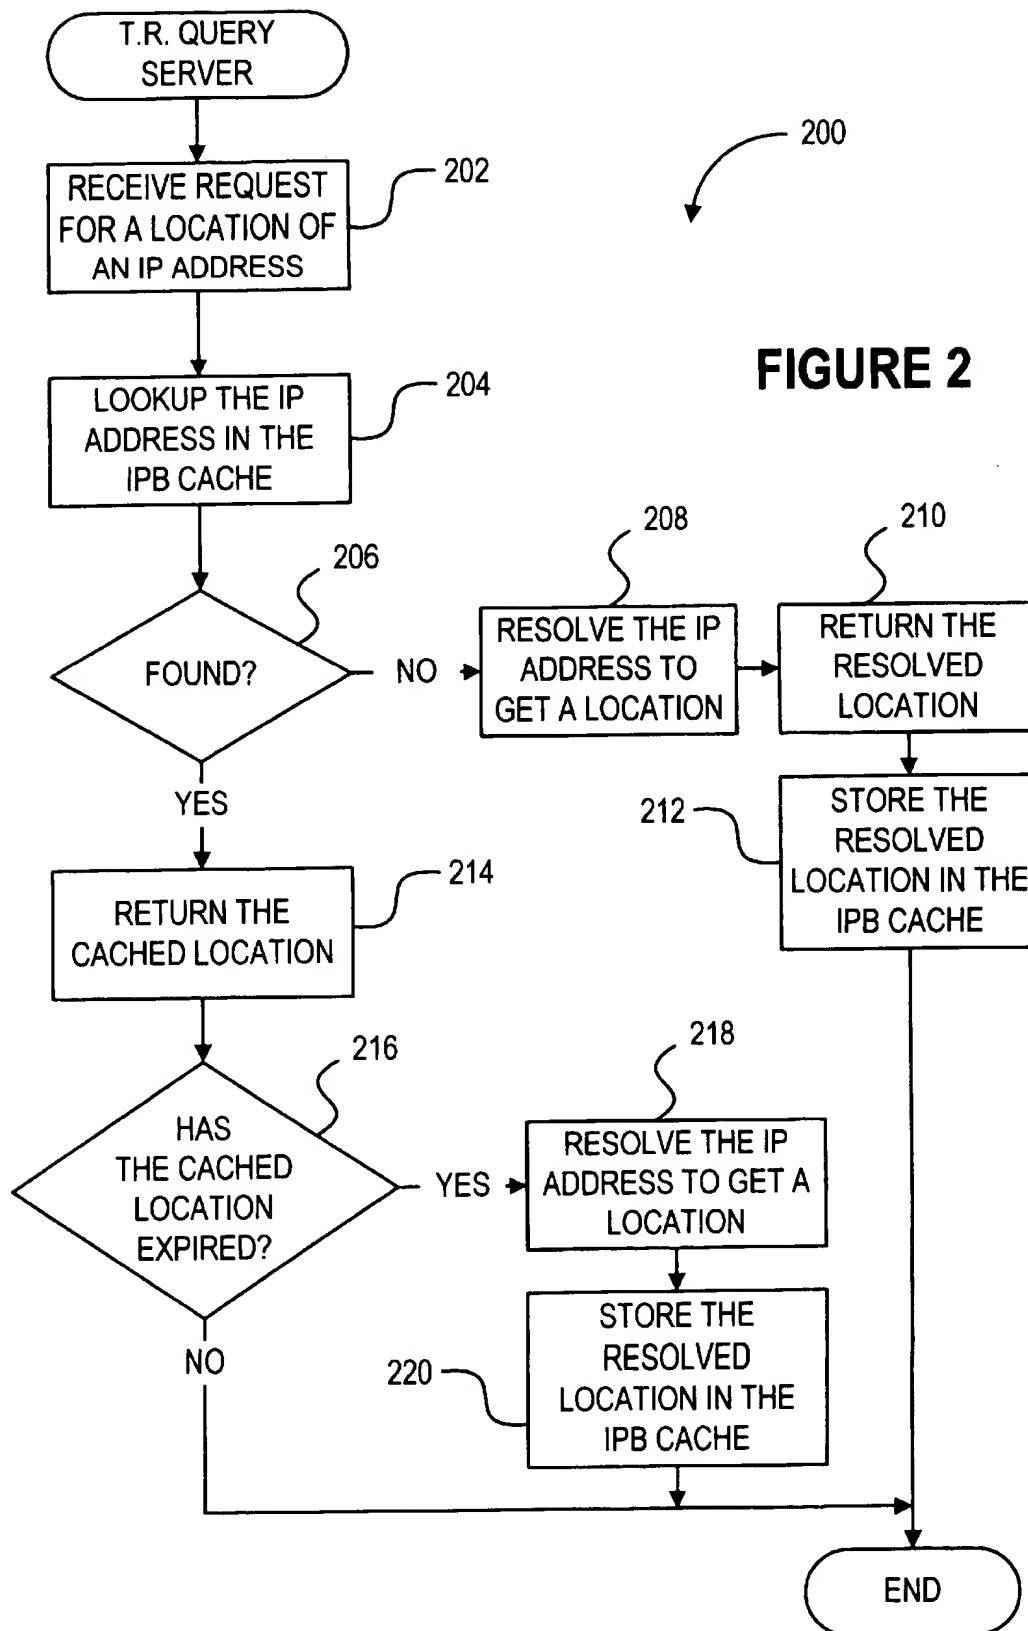 T.R. QUERY
SERVER
200
RECEIVE REQUEST
FOR A LOCATION OF
AN IP ADDRESS
202
FIGURE 2
LOOKUP THE IP
ADDRESS IN THE
IPB CACHE
204
206
FOUND?
NO
208
RESOLVE THE IP
ADDRESS TO
GET A LOCATION
210
RETURN THE
RESOLVED
LOCATION
212
STORE THE
RESOLVED
LOCATION IN THE
IPB CACHE
YES
214
RETURN THE
CACHED LOCATION
216
HAS
THE CACHED
LOCATION
EXPIRED?
YES
218
RESOLVE THE IP
ADDRESS TO GET A
LOCATION
220
STORE THE
RESOLVED
LOCATION IN THE
IPB CACHE
NO
END